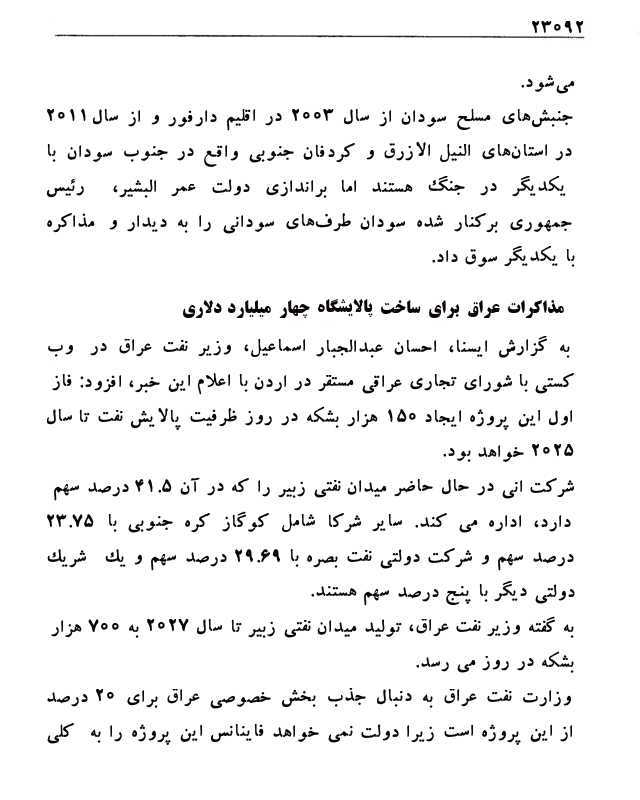 ۲۳۰۹۲
می‌شود.
جنبش‌های مسلح سودان از سال ۲۰۰۳ در اقلیم دارفور و از سال ۲۰۱۱
در استان‌های النیل الازرق و کردفان جنوبی واقع در جنوب سودان با
یکدیگر در جنگ هستند اما براندازی دولت عمر البشیر، رئیس
جمهوری برکنار شده سودان طرف‌های سودانی را به دیدار و مذاکره
با یکدیگر سوق داد.
مذاکرات عراق برای ساخت پالایشگاه چهار میلیارد دلاری
به گزارش ایسنا، احسان عبدالجبار اسماعیل، وزیر نفت عراق در وب
کستی با شورای تجاری عراقی مستقر در اردن با اعلام این خبر، افزود: فاز
اول این پروژه ایجاد ۱۵۰ هزار بشکه در روز ظرفیت پالایش نفت تا سال
۲۰۲۵ خواهد بود.
شرکت انی در حال حاضر میدان نفتی زبیر را که در آن ۴۱.۵ درصد سهم
دارد، اداره می کند. سایر شرکا شامل کوگاز کره جنوبی با ۲۳.۷۵
درصد سهم و شرکت دولتی نفت بصره با ۲۹.۶۹ درصد سهم و یک شریک
دولتی دیگر با پنج درصد سهم هستند.
به گفته وزیر نفت عراق، تولید میدان نفتی زبیر تا سال ۲۰۲۷ به ۷۰۰ هزار
بشکه در روز می رسد.
وزارت نفت عراق به دنبال جذب بخش خصوصی عراق برای ۲۰ درصد
از این پروژه است زیرا دولت نمی خواهد فاینانس این پروژه را به کلی